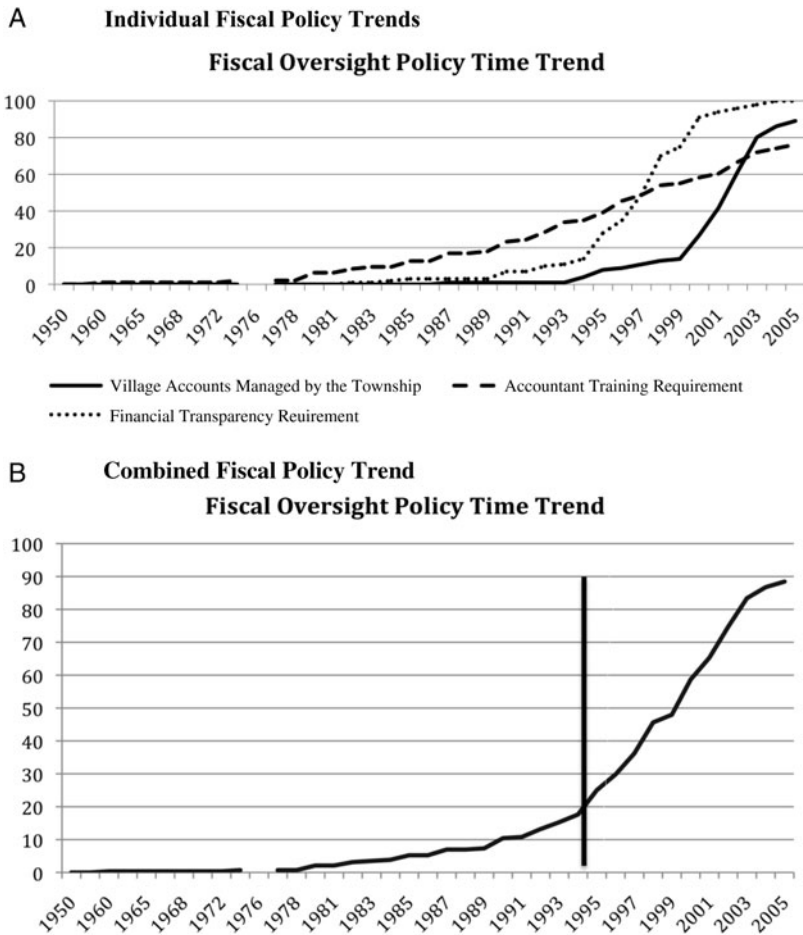 A Individual Fiscal Policy Trends
Fiscal Oversight Policy Time Trend
100
80
60
40
20
0
1950 1960 1965 1968 1972 1976 1978 1981 1983 1985 1987 1989 1991 1993 1995 1997 1999 2001 2003 2005
Village Accounts Managed by the Township Accountant Training Requirement
Financial Transparency Reuirement
B Combined Fiscal Policy Trend
Fiscal Oversight Policy Time Trend
100
90
80
70
60
50
40
30
20
10
0
1950 1960 1965 1968 1972 1976 1978 1981 1983 1985 1987 1989 1991 1993 1995 1997 1999 2001 2003 2005